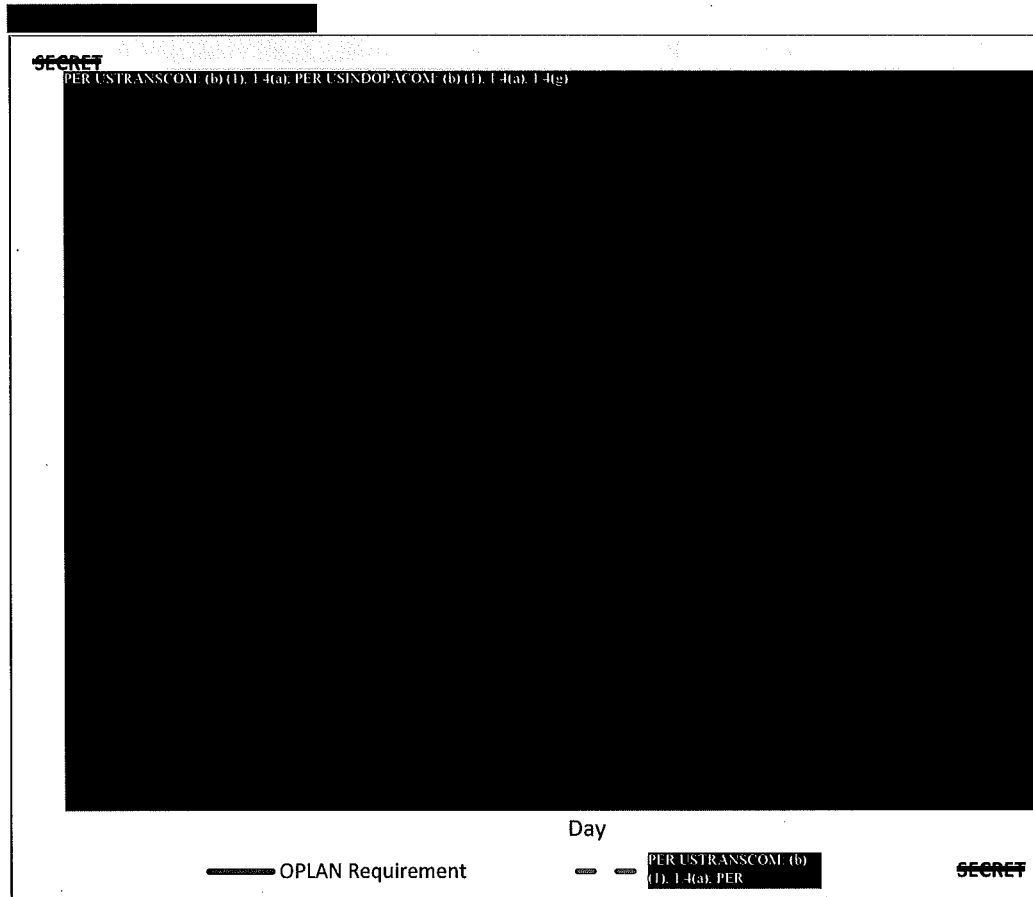 SECRET
PER USTRANSCOM: (b) (1), 1.4(a); PER USINDOPACOM: (b) (1), 1.4(a), 1.4(g)
Day
OPLAN Requirement
PER USTRANSCOM: (b)
(1), 1.4(a); PER
SECRET